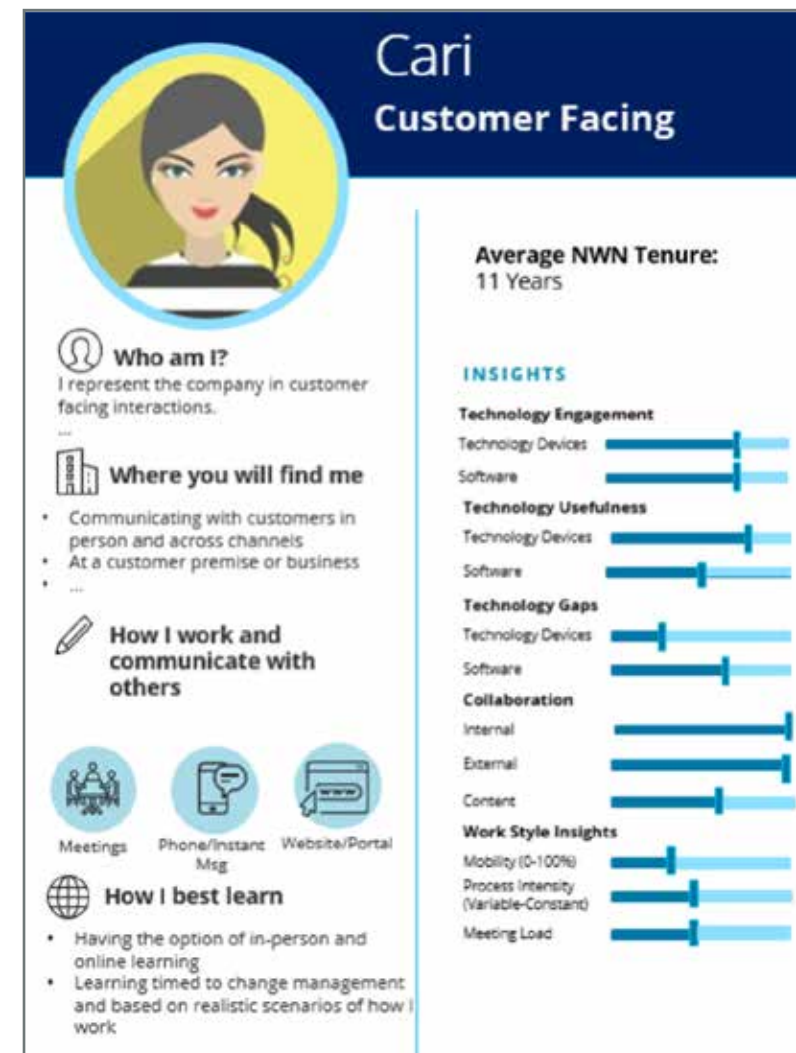 Cari
Customer Facing
Who am I?
I represent the company in customer
facing interactions.
...
Where you will find me
• Communicating with customers in
person and across channels
• At a customer premise or business
• ...
How I work and
communicate with
others
Meetings
Phone/Instant
Msg
Website/Portal
How I best learn
• Having the option of in-person and
online learning
• Learning timed to change management
and based on realistic scenarios of how I
work
Average NWN Tenure:
11 Years
INSIGHTS
Technology Engagement
Technology Devices
Software
Technology Usefulness
Technology Devices
Software
Technology Gaps
Technology Devices
Software
Collaboration
Internal
External
Content
Work Style Insights
Mobility (0-100%)
Process Intensity
(Variable-Constant)
Meeting Load